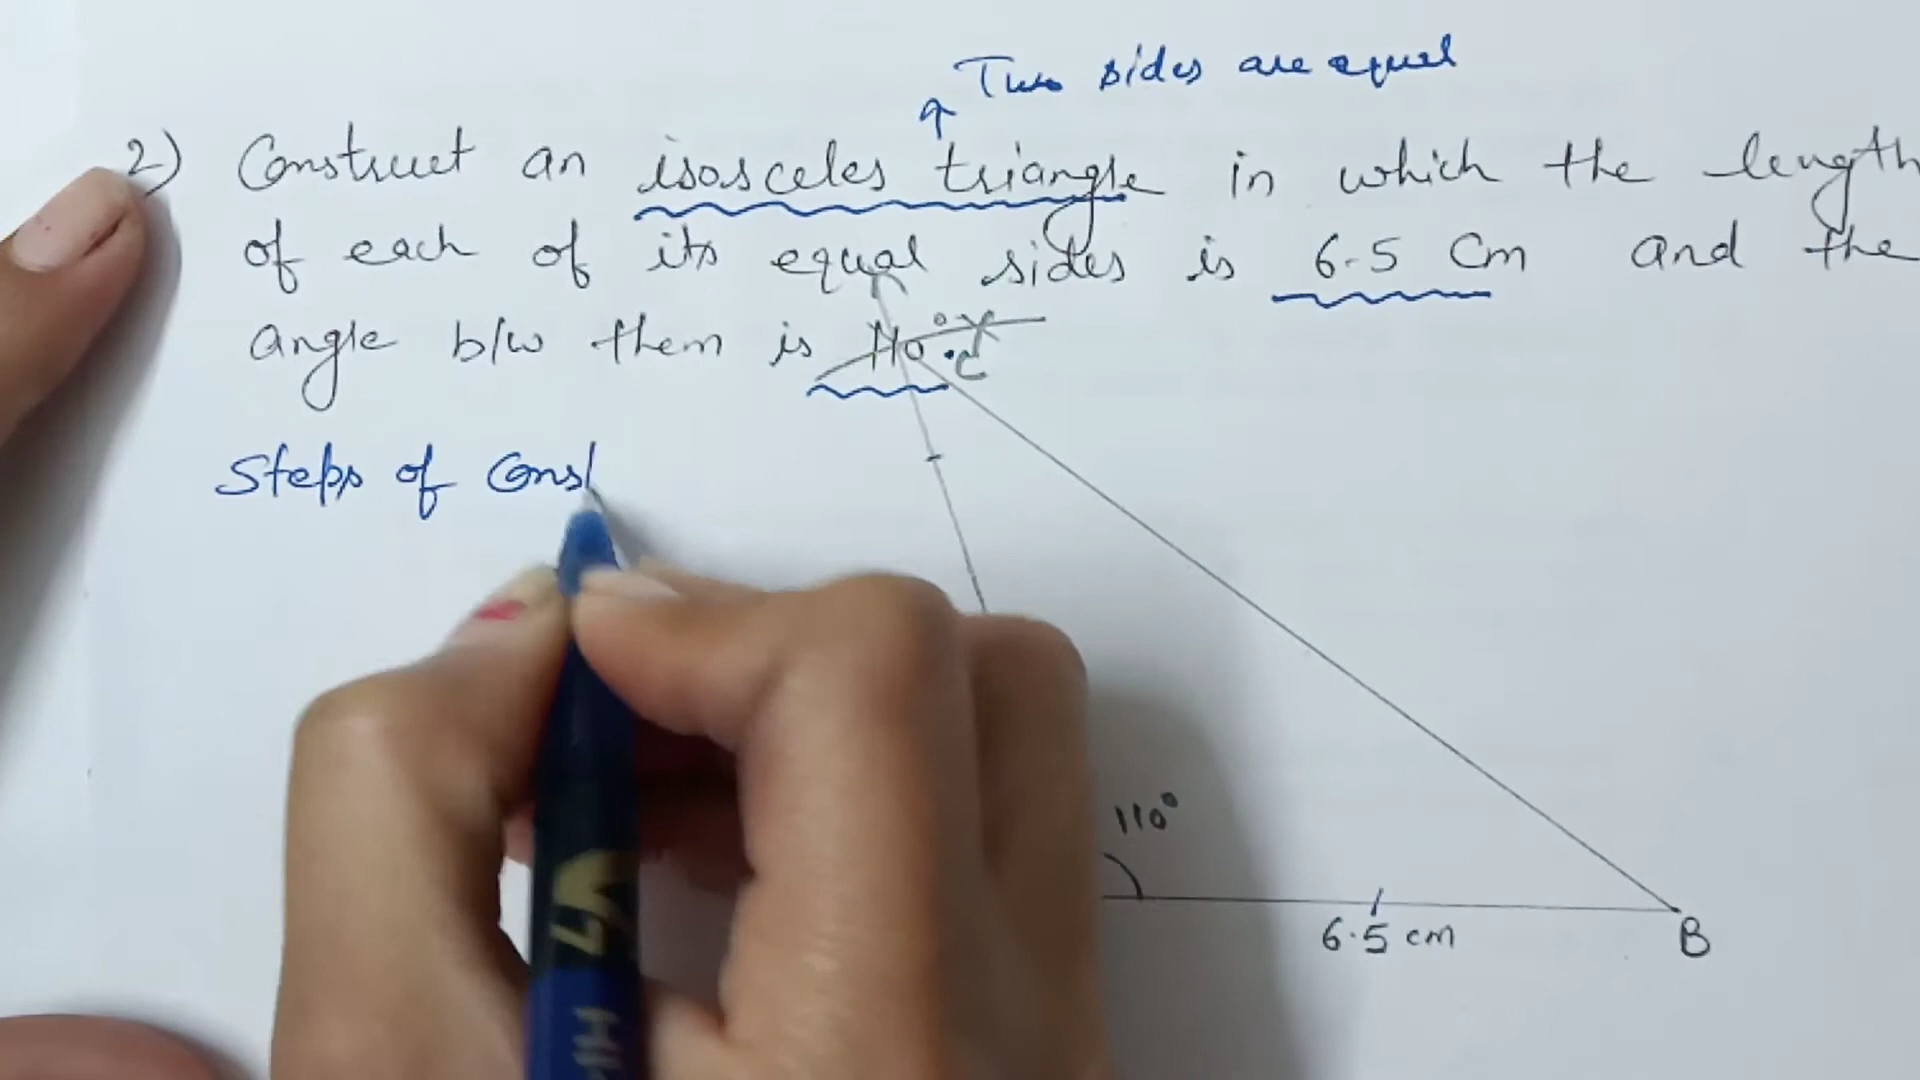 Two sides are equal
2) Construct an isosceles triangle in which the length
of each of its equal sides is 6.5 cm and the
angle b/w them is 110°
C
Steps of Const
110°
6.5 cm
B
V7